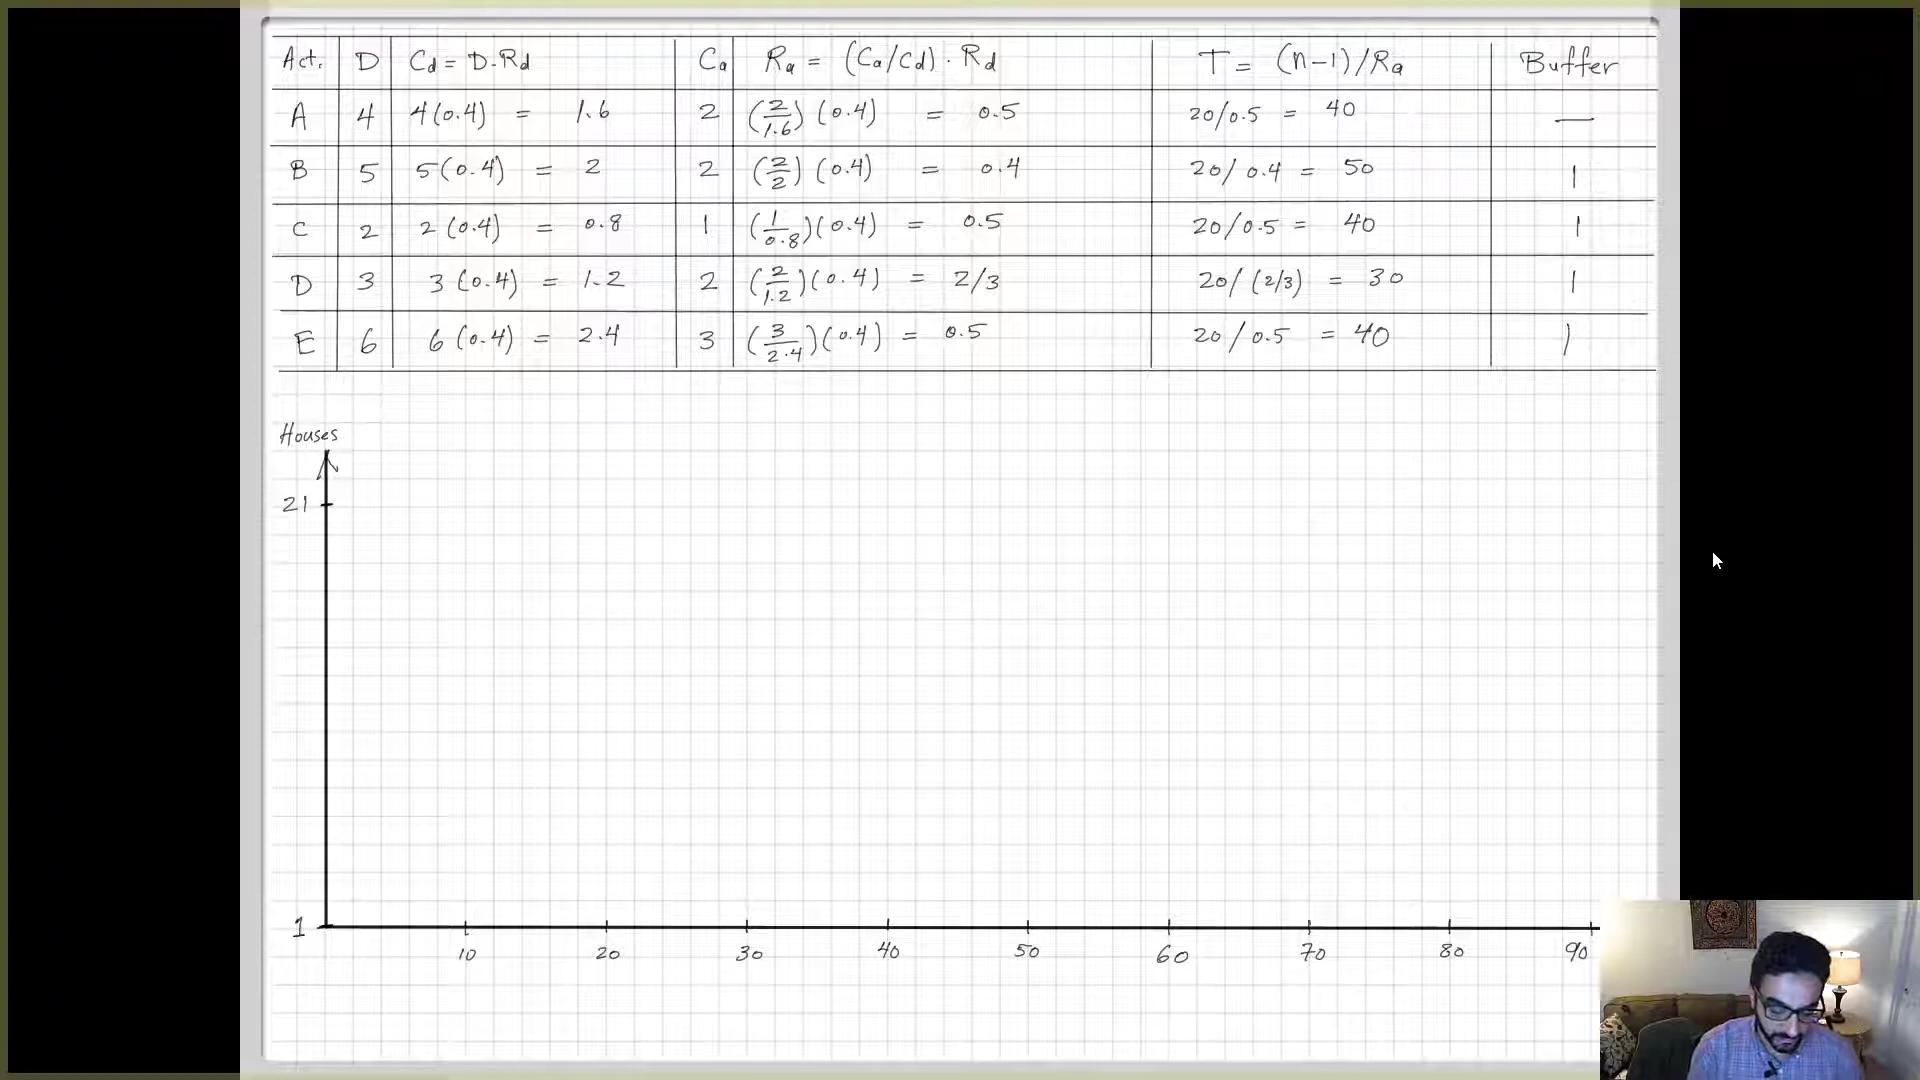 Act. D Cd = D.Rd Ca Ra = (Ca/Cd) . Rd T = (n-1)/Ra Buffer
A 4 4(0.4) = 1.6 2 (2/1.6)(0.4) = 0.5 20/0.5 = 40 —
B 5 5(0.4) = 2 2 (2/2)(0.4) = 0.4 20/0.4 = 50 1
C 2 2(0.4) = 0.8 1 (1/0.8)(0.4) = 0.5 20/0.5 = 40 1
D 3 3(0.4) = 1.2 2 (2/1.2)(0.4) = 2/3 20/(2/3) = 30 1
E 6 6(0.4) = 2.4 3 (3/2.4)(0.4) = 0.5 20/0.5 = 40 1
Houses
21
1
10 20 30 40 50 60 70 80 90